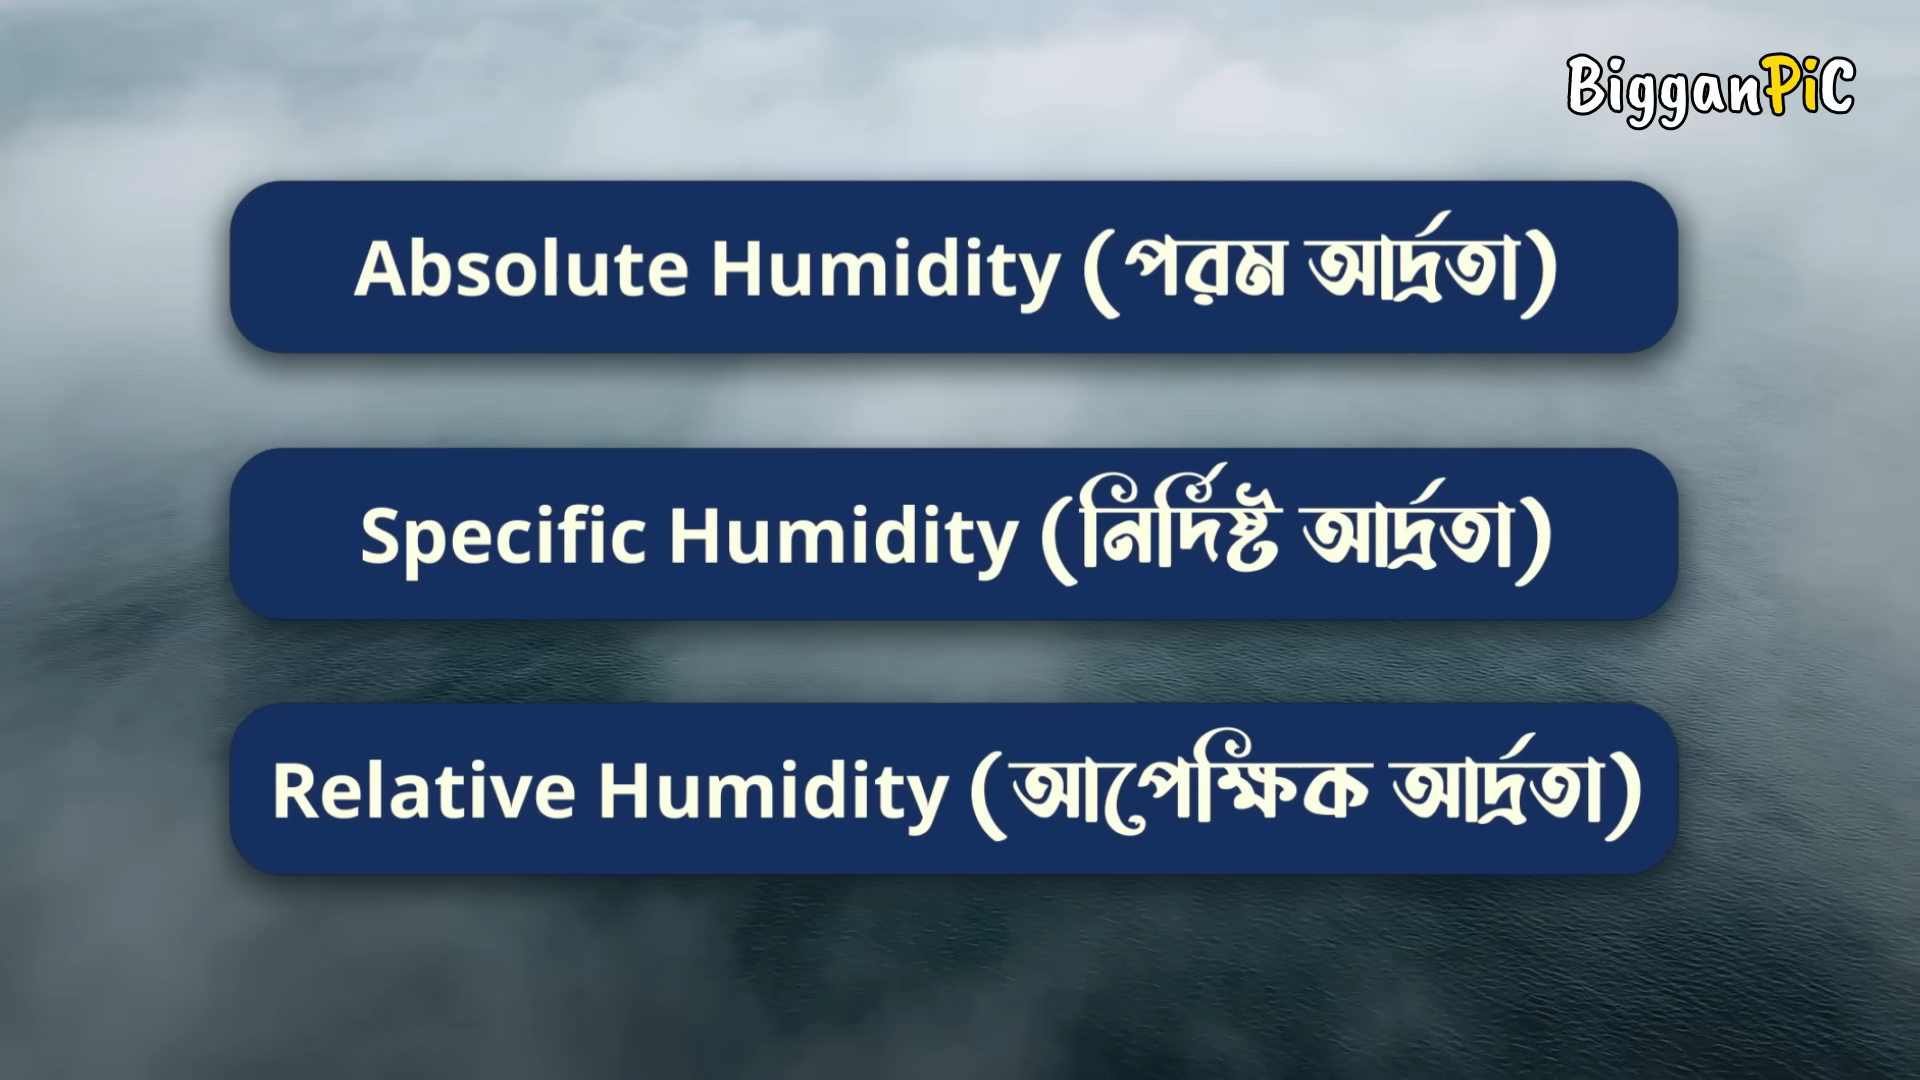 BigganPiC
Absolute Humidity (পরম আর্দ্রতা)
Specific Humidity (নির্দিষ্ট আর্দ্রতা)
Relative Humidity (আপেক্ষিক আর্দ্রতা)